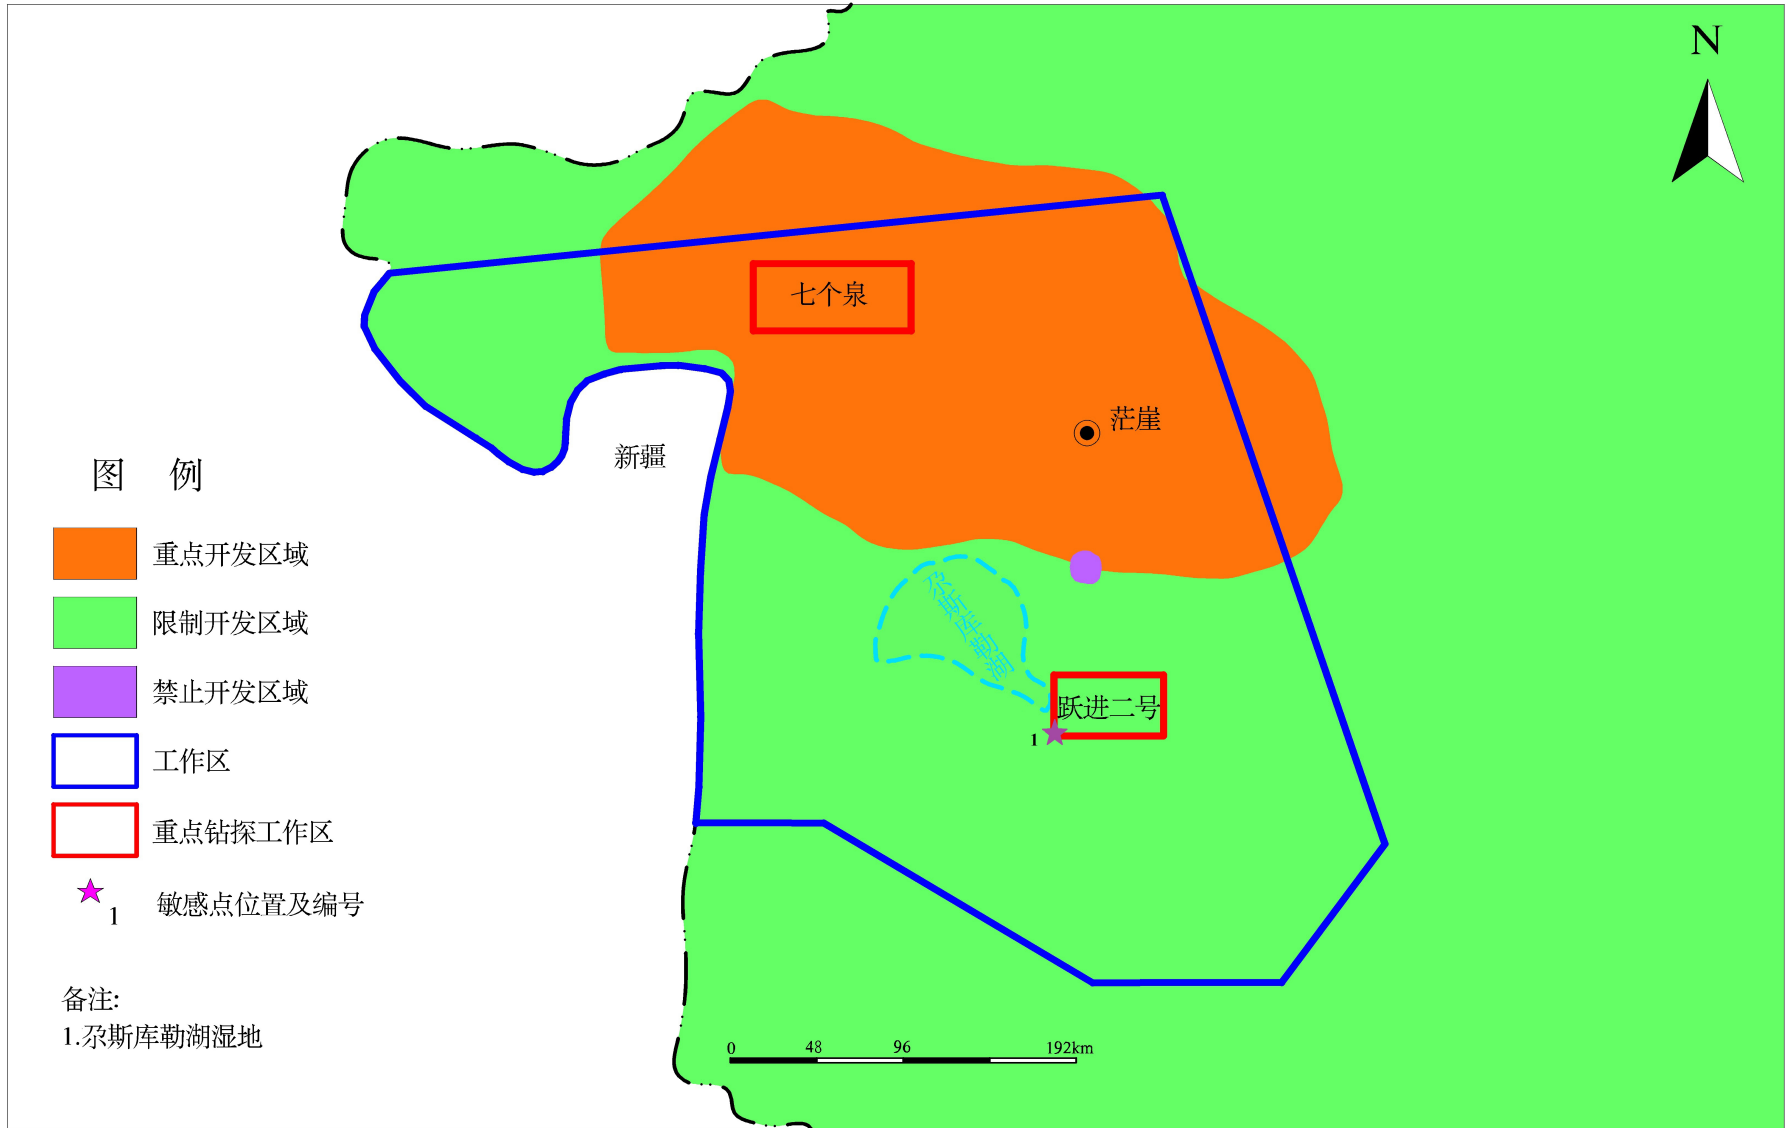 N
七个泉
茫崖
新疆
尕斯库勒湖
跃进二号
1
图 例
重点开发区域
限制开发区域
禁止开发区域
工作区
重点钻探工作区
敏感点位置及编号
1
备注:
1.尕斯库勒湖湿地
0 48 96 192km